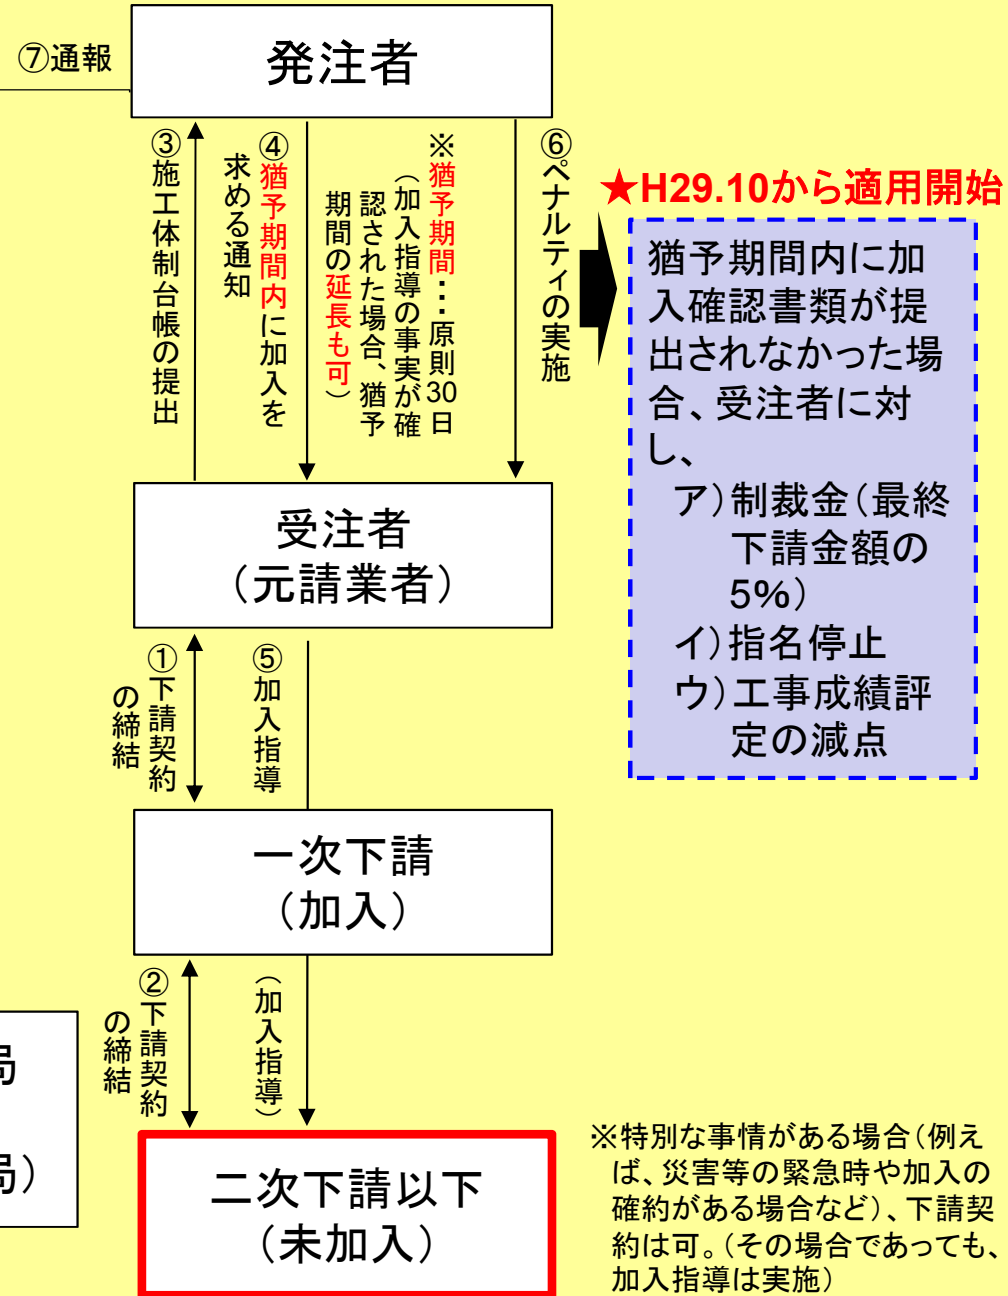 ⑦通報
発注者
③施工体制台帳の提出
④猶予期間内に加入を
求める通知
※猶予期間・・・原則30日
（加入指導の事実が確
認された場合、猶予
期間の延長も可）
⑥ペナルティの実施
★H29.10から適用開始
猶予期間内に加
入確認書類が提
出されなかった場
合、受注者に対
し、
ア）制裁金（最終
下請金額の
5%）
イ）指名停止
ウ）工事成績評
定の減点
受注者
（元請業者）
①下請契約
の締結
⑤加入指導
一次下請
（加入）
②下請契約
の締結
（加入指導）
局
局）
二次下請以下
（未加入）
※特別な事情がある場合（例え
ば、災害等の緊急時や加入の
確約がある場合など）、下請契
約は可。（その場合であっても、
加入指導は実施）